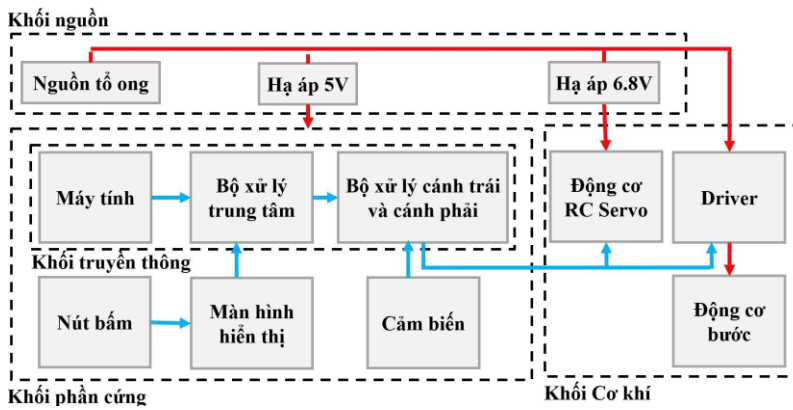 Khối nguồn
Nguồn tổ ong
Hạ áp 5V
Hạ áp 6.8V
Máy tính
Bộ xử lý
trung tâm
Bộ xử lý cánh trái
và cánh phải
Động cơ
RC Servo
Driver
Khối truyền thông
Nút bấm
Màn hình
hiển thị
Cảm biến
Động cơ
bước
Khối phần cứng
Khối Cơ khí